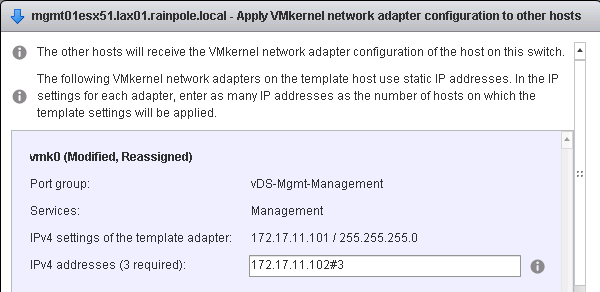 mgmt01esx51.lax01.rainpole.local - Apply VMkernel network adapter configuration to other hosts
The other hosts will receive the VMkernel network adapter configuration of the host on this switch.
The following VMkernel network adapters on the template host use static IP addresses. In the IP
settings for each adapter, enter as many IP addresses as the number of hosts on which the
template settings will be applied.
vmk0 (Modified, Reassigned)
Port group: vDS-Mgmt-Management
Services: Management
IPv4 settings of the template adapter: 172.17.11.101 / 255.255.255.0
IPv4 addresses (3 required): 172.17.11.102#3